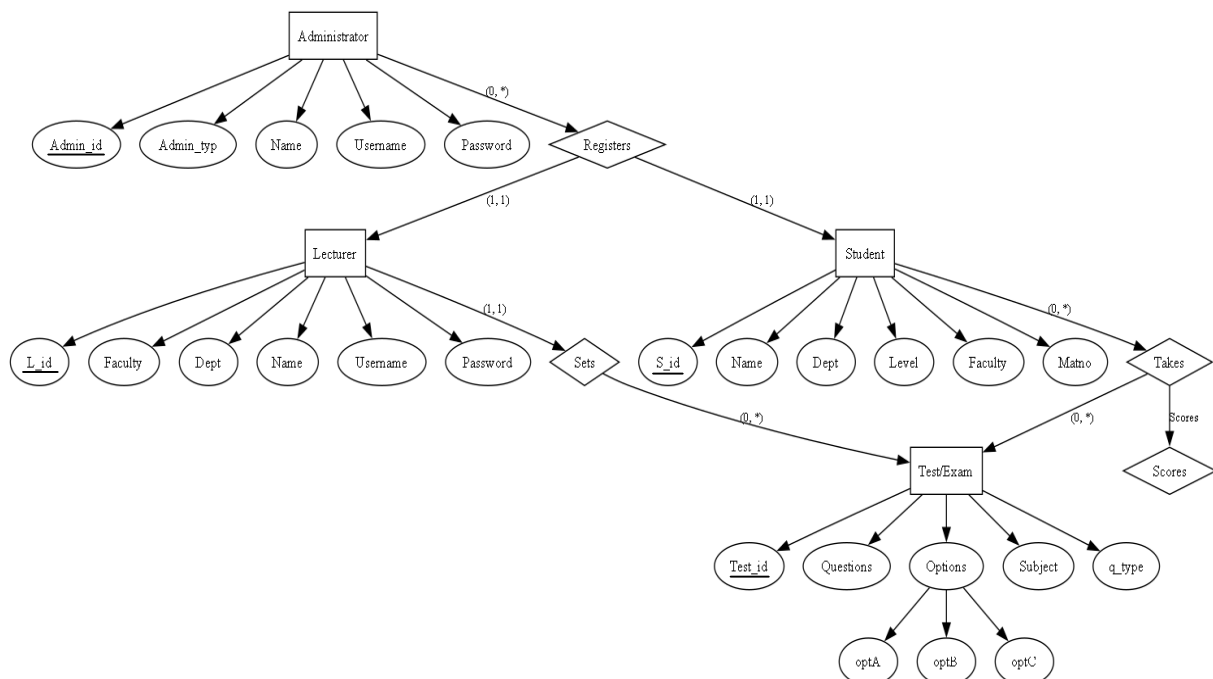 Administrator
(0, *)
Admin_id
Admin_typ
Name
Username
Password
Registers
(1, 1)
(1, 1)
Lecturer
Student
(1, 1)
(0, *)
L_id
Faculty
Dept
Name
Username
Password
Sets
S_id
Name
Dept
Level
Faculty
Matno
Takes
(0, *)
(0, *)
Scores
Test/Exam
Scores
Test_id
Questions
Options
Subject
q_type
optA
optB
optC